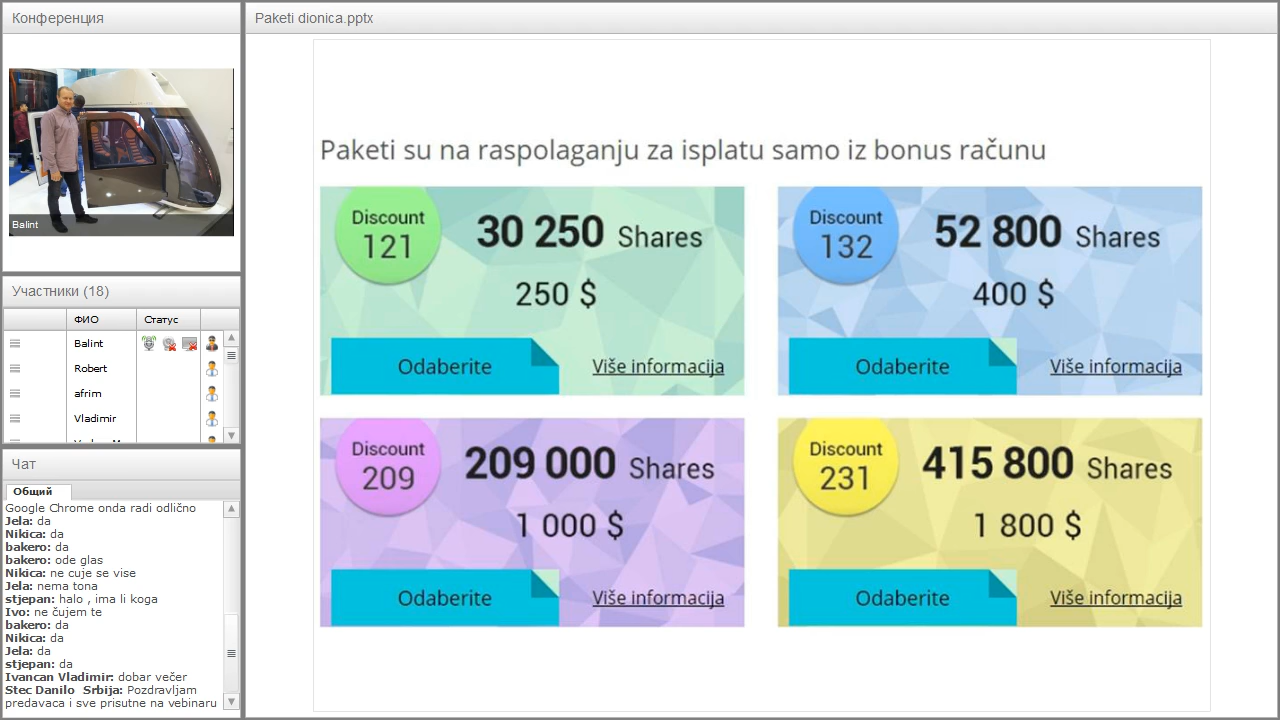 Конференция
Balint
Участники (18)
ФИО
Статус
Balint
Robert
afrim
Vladimir
Чат
Общий
Google Chrome onda radi odlično
Jela: da
Nikica: da
bakero: da
bakero: ode glas
Nikica: ne cuje se vise
Jela: nema tona
stjepan: halo , ima li koga
Ivo: ne čujem te
bakero: da
Nikica: da
Jela: da
stjepan: da
Ivancan Vladimir: dobar večer
Stec Danilo Srbija: Pozdravljam
predavaca i sve prisutne na vebinaru
Paketi dionica.pptx
Paketi su na raspolaganju za isplatu samo iz bonus računu
Discount
121
30 250 Shares
250 $
Odaberite
Više informacija
Discount
132
52 800 Shares
400 $
Odaberite
Više informacija
Discount
209
209 000 Shares
1 000 $
Odaberite
Više informacija
Discount
231
415 800 Shares
1 800 $
Odaberite
Više informacija